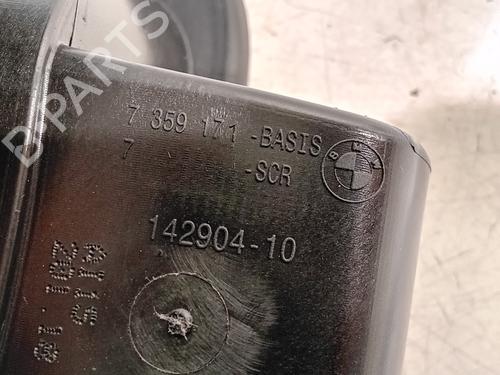 B-PARTS
7 359 171 -BASIS
7 -SCR
BMW
142904-10